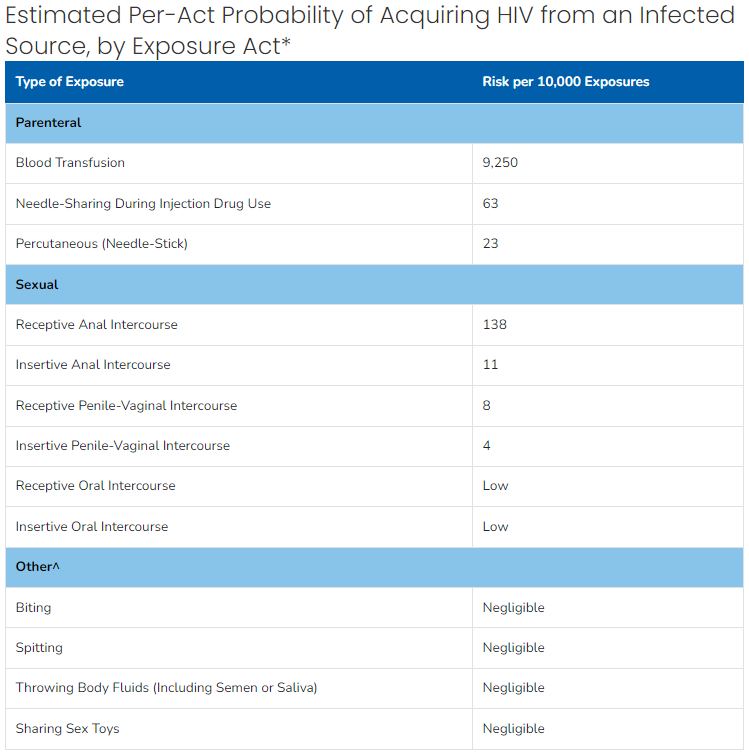 Estimated Per-Act Probability of Acquiring HIV from an Infected
Source, by Exposure Act*
Type of Exposure Risk per 10,000 Exposures
Parenteral
Blood Transfusion 9,250
Needle-Sharing During Injection Drug Use 63
Percutaneous (Needle-Stick) 23
Sexual
Receptive Anal Intercourse 138
Insertive Anal Intercourse 11
Receptive Penile-Vaginal Intercourse 8
Insertive Penile-Vaginal Intercourse 4
Receptive Oral Intercourse Low
Insertive Oral Intercourse Low
Other^
Biting Negligible
Spitting Negligible
Throwing Body Fluids (Including Semen or Saliva) Negligible
Sharing Sex Toys Negligible